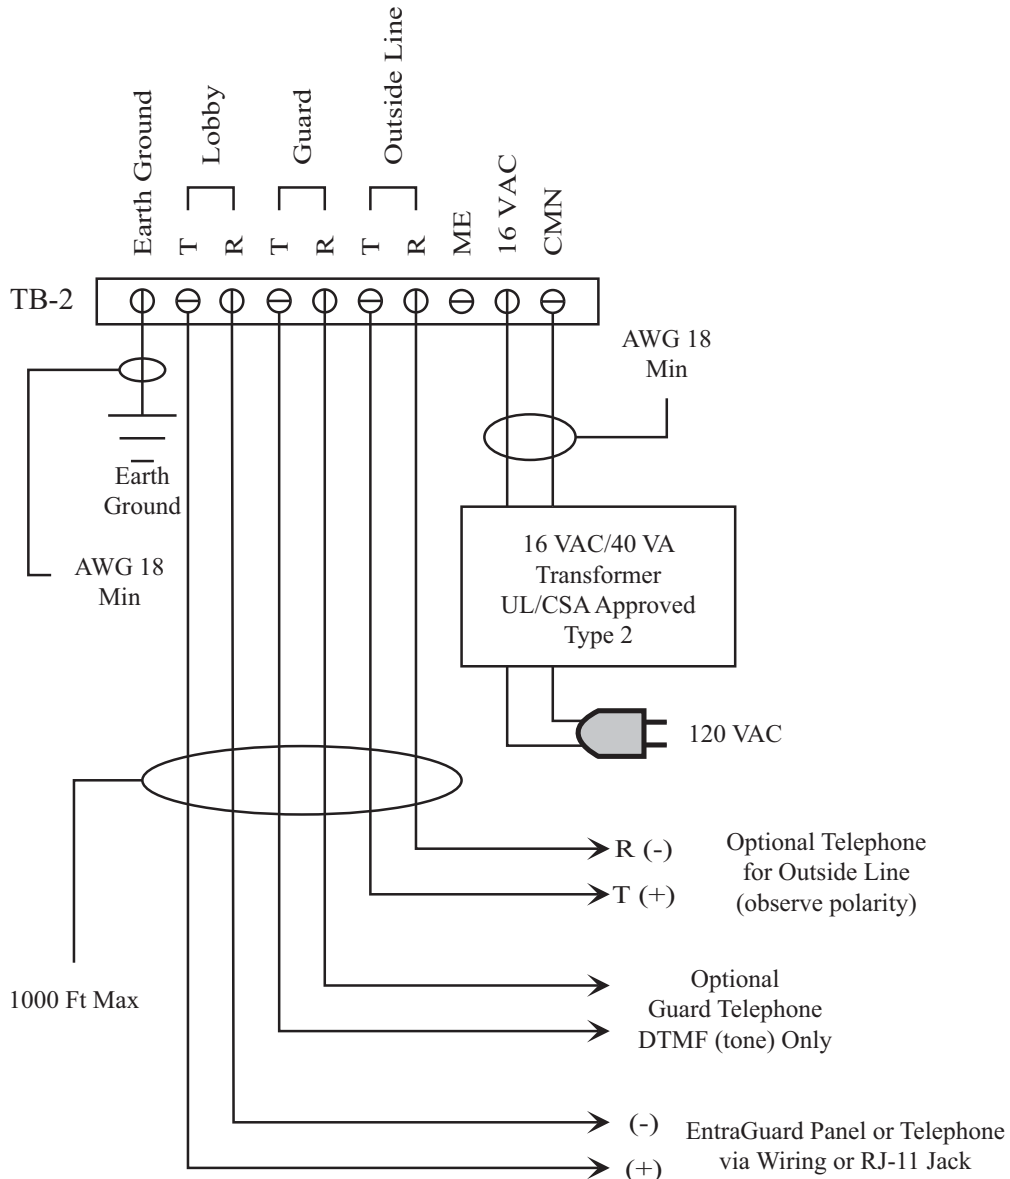 Earth Ground
Lobby
Guard
Outside Line
T
R
T
R
T
R
ME
16 VAC
CMN
TB-2
AWG 18
Min
Earth
Ground
AWG 18
Min
16 VAC/40 VA
Transformer
UL/CSA Approved
Type 2
120 VAC
1000 Ft Max
R (-)
T (+)
Optional Telephone
for Outside Line
(observe polarity)
Optional
Guard Telephone
DTMF (tone) Only
(-)
(+)
EntraGuard Panel or Telephone
via Wiring or RJ-11 Jack